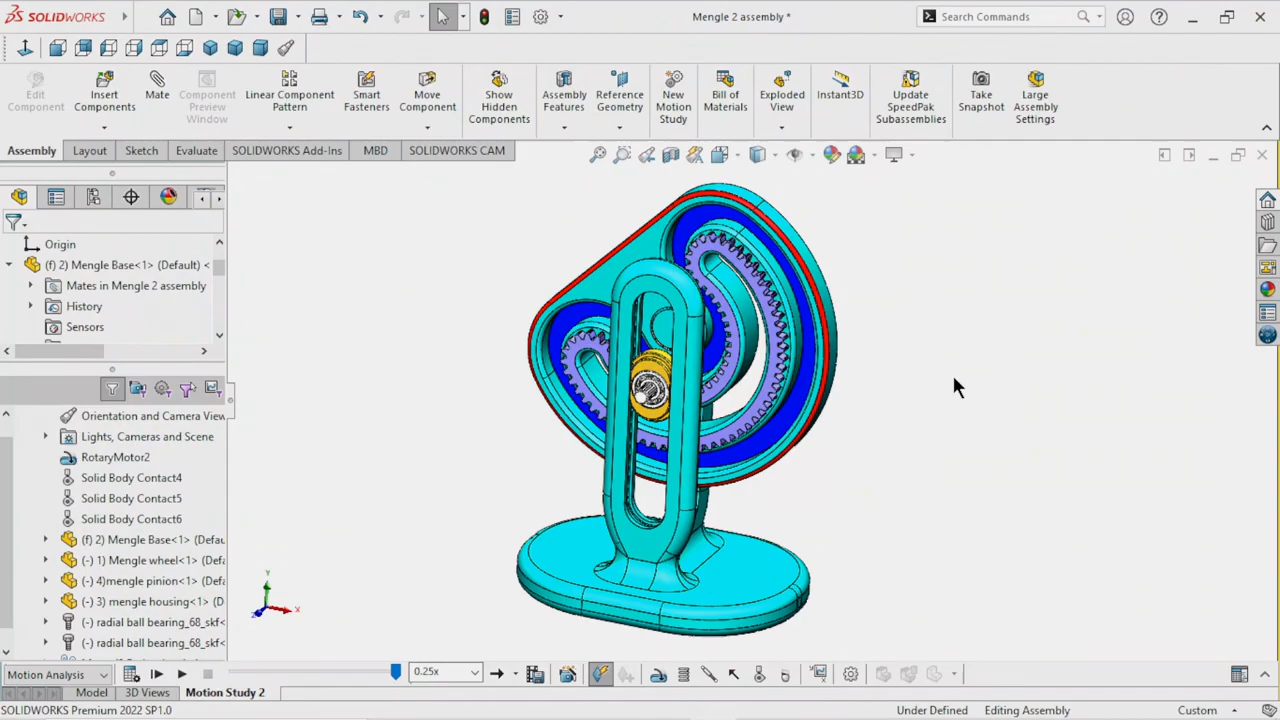 SOLIDWORKS
Mengle 2 assembly *
Search Commands
Edit
Component
Insert
Components
Mate
Component
Preview
Window
Linear Component
Pattern
Smart
Fasteners
Move
Component
Show
Hidden
Components
Assembly
Features
Reference
Geometry
New
Motion
Study
Bill of
Materials
Exploded
View
Instant3D
Update
SpeedPak
Subassemblies
Take
Snapshot
Large
Assembly
Settings
Assembly
Layout
Sketch
Evaluate
SOLIDWORKS Add-Ins
MBD
SOLIDWORKS CAM
Origin
(f) 2) Mengle Base<1> (Default) <
Mates in Mengle 2 assembly
History
Sensors
Orientation and Camera View
Lights, Cameras and Scene
RotaryMotor2
Solid Body Contact4
Solid Body Contact5
Solid Body Contact6
(f) 2) Mengle Base<1> (Defau
(-) 1) Mengle wheel<1> (Defa
(-) 4)mengle pinion<1> (Defa
(-) 3) mengle housing<1> (D
(-) radial ball bearing_68_skf<
(-) radial ball bearing_68_skf<
Y
X
Z
Motion Analysis
0.25x
Model
3D Views
Motion Study 2
SOLIDWORKS Premium 2022 SP1.0
Under Defined
Editing Assembly
Custom